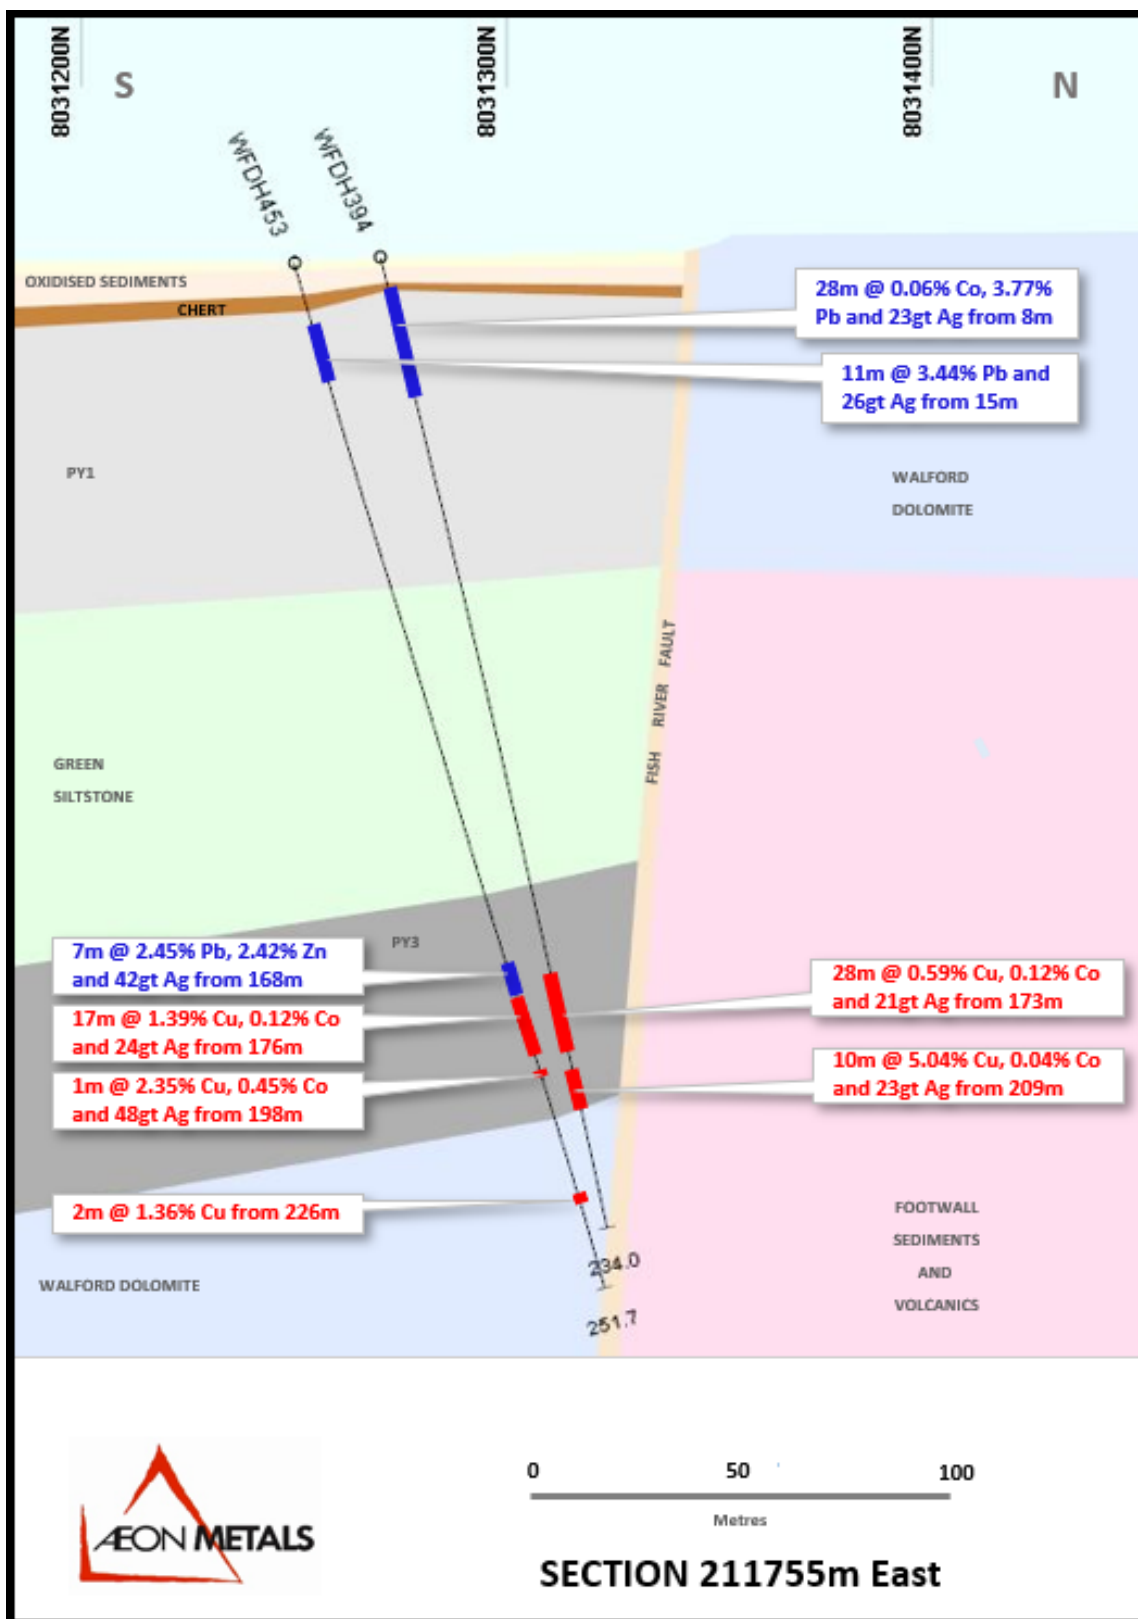 8031200N
8031300N
8031400N
S
N
WFDH453
WFDH394
OXIDISED SEDIMENTS
CHERT
28m @ 0.06% Co, 3.77%
Pb and 23gt Ag from 8m
11m @ 3.44% Pb and
26gt Ag from 15m
PY1
WALFORD
DOLOMITE
FISH RIVER FAULT
GREEN
SILTSTONE
PY3
7m @ 2.45% Pb, 2.42% Zn
and 42gt Ag from 168m
17m @ 1.39% Cu, 0.12% Co
and 24gt Ag from 176m
1m @ 2.35% Cu, 0.45% Co
and 48gt Ag from 198m
28m @ 0.59% Cu, 0.12% Co
and 21gt Ag from 173m
10m @ 5.04% Cu, 0.04% Co
and 23gt Ag from 209m
2m @ 1.36% Cu from 226m
FOOTWALL
SEDIMENTS
AND
VOLCANICS
234.0
251.7
WALFORD DOLOMITE
ÆON METALS
0 50 100
Metres
SECTION 211755m East